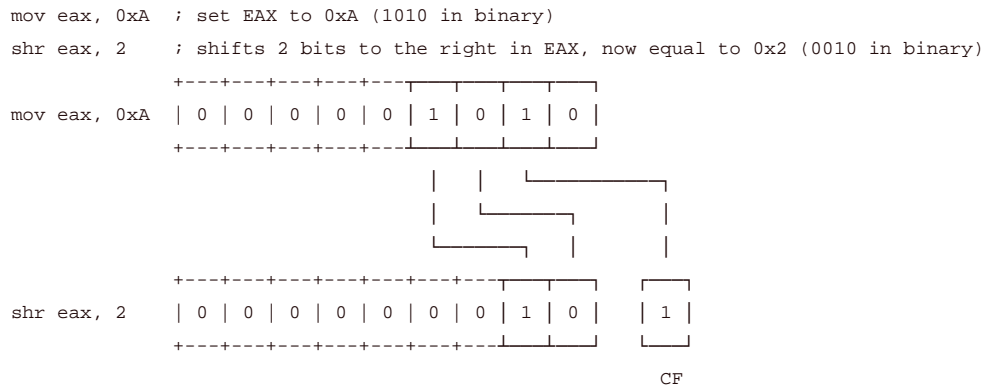 mov eax, 0xA ; set EAX to 0xA (1010 in binary)
shr eax, 2 ; shifts 2 bits to the right in EAX, now equal to 0x2 (0010 in binary)
+---+---+---+---+---┬───┬───┬───┬───┐
mov eax, 0xA | 0 | 0 | 0 | 0 | 0 | 1 | 0 | 1 | 0 |
+---+---+---+---+---┴───┴───┴───┴───┘
shr eax, 2 | 0 | 0 | 0 | 0 | 0 | 0 | 0 | 1 | 0 | | 1 |
CF